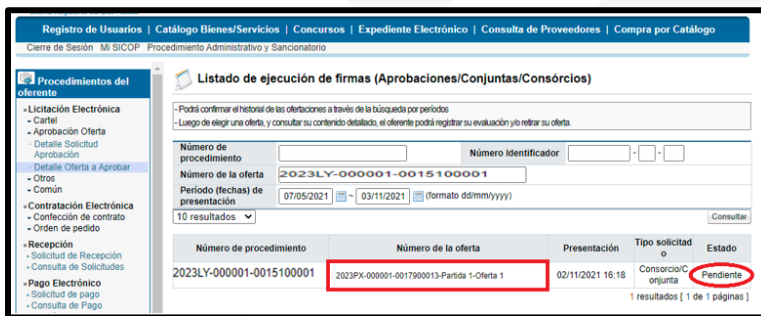 Registro de Usuarios | Catálogo Bienes/Servicios | Concursos | Expediente Electrónico | Consulta de Proveedores | Compra por Catálogo
Cierre de Sesión Mi SICOP Procedimiento Administrativo y Sancionatorio
Procedimientos del oferente
Licitación Electrónica
Cartel
Aprobación Oferta
Detalle Solicitud
Aprobación
Detalle Oferta a Aprobar
Otros
Común
Contratación Electrónica
Confección de contrato
Orden de pedido
Recepción
Solicitud de Recepción
Consulta de Solicitudes
Pago Electrónico
Solicitud de pago
Consulta de Pago
Listado de ejecución de firmas (Aprobaciones/Conjuntas/Consórcios)
- Podrá confirmar el historial de las ofertaciones a través de la búsqueda por períodos
- Luego de elegir una oferta, y consultar su contenido detallado, el oferente podrá registrar su evaluación y/o retirar su oferta.
Número de procedimiento
Número Identificador - -
Número de la oferta 2023LY-000001-0015100001
Período (fechas) de presentación 07/05/2021 ~ 03/11/2021 (formato dd/mm/yyyy)
10 resultados Consultar
Número de procedimiento Número de la oferta Presentación Tipo solicitado Estado
2023LY-000001-0015100001 2023PX-000001-0017900013-Partida 1-Oferta 1 02/11/2021 16:18 Consorcio/Conjunta Pendiente
1 resultados [ 1 de 1 páginas ]